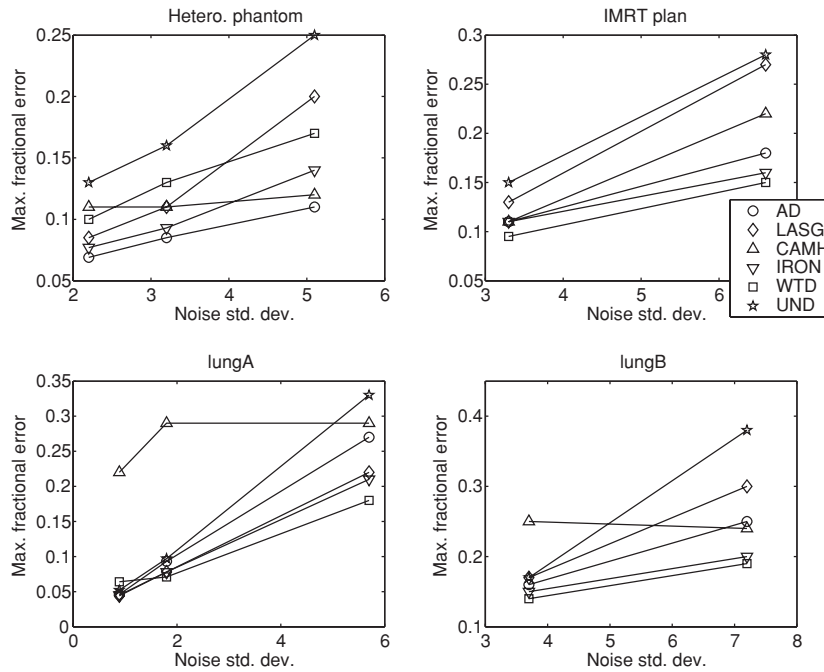 Hetero. phantom
0.25
0.2
0.15
0.1
0.05
2
3
4
5
6
Max. fractional error
Noise std. dev.
IMRT plan
0.3
0.25
0.2
0.15
0.1
0.05
3
4
5
6
Max. fractional error
Noise std. dev.
AD
LASG
CAMH
IRON
WTD
UND
lungA
0.35
0.3
0.25
0.2
0.15
0.1
0.05
0
0
2
4
6
Max. fractional error
Noise std. dev.
lungB
0.4
0.3
0.2
0.1
3
4
5
6
7
8
Max. fractional error
Noise std. dev.